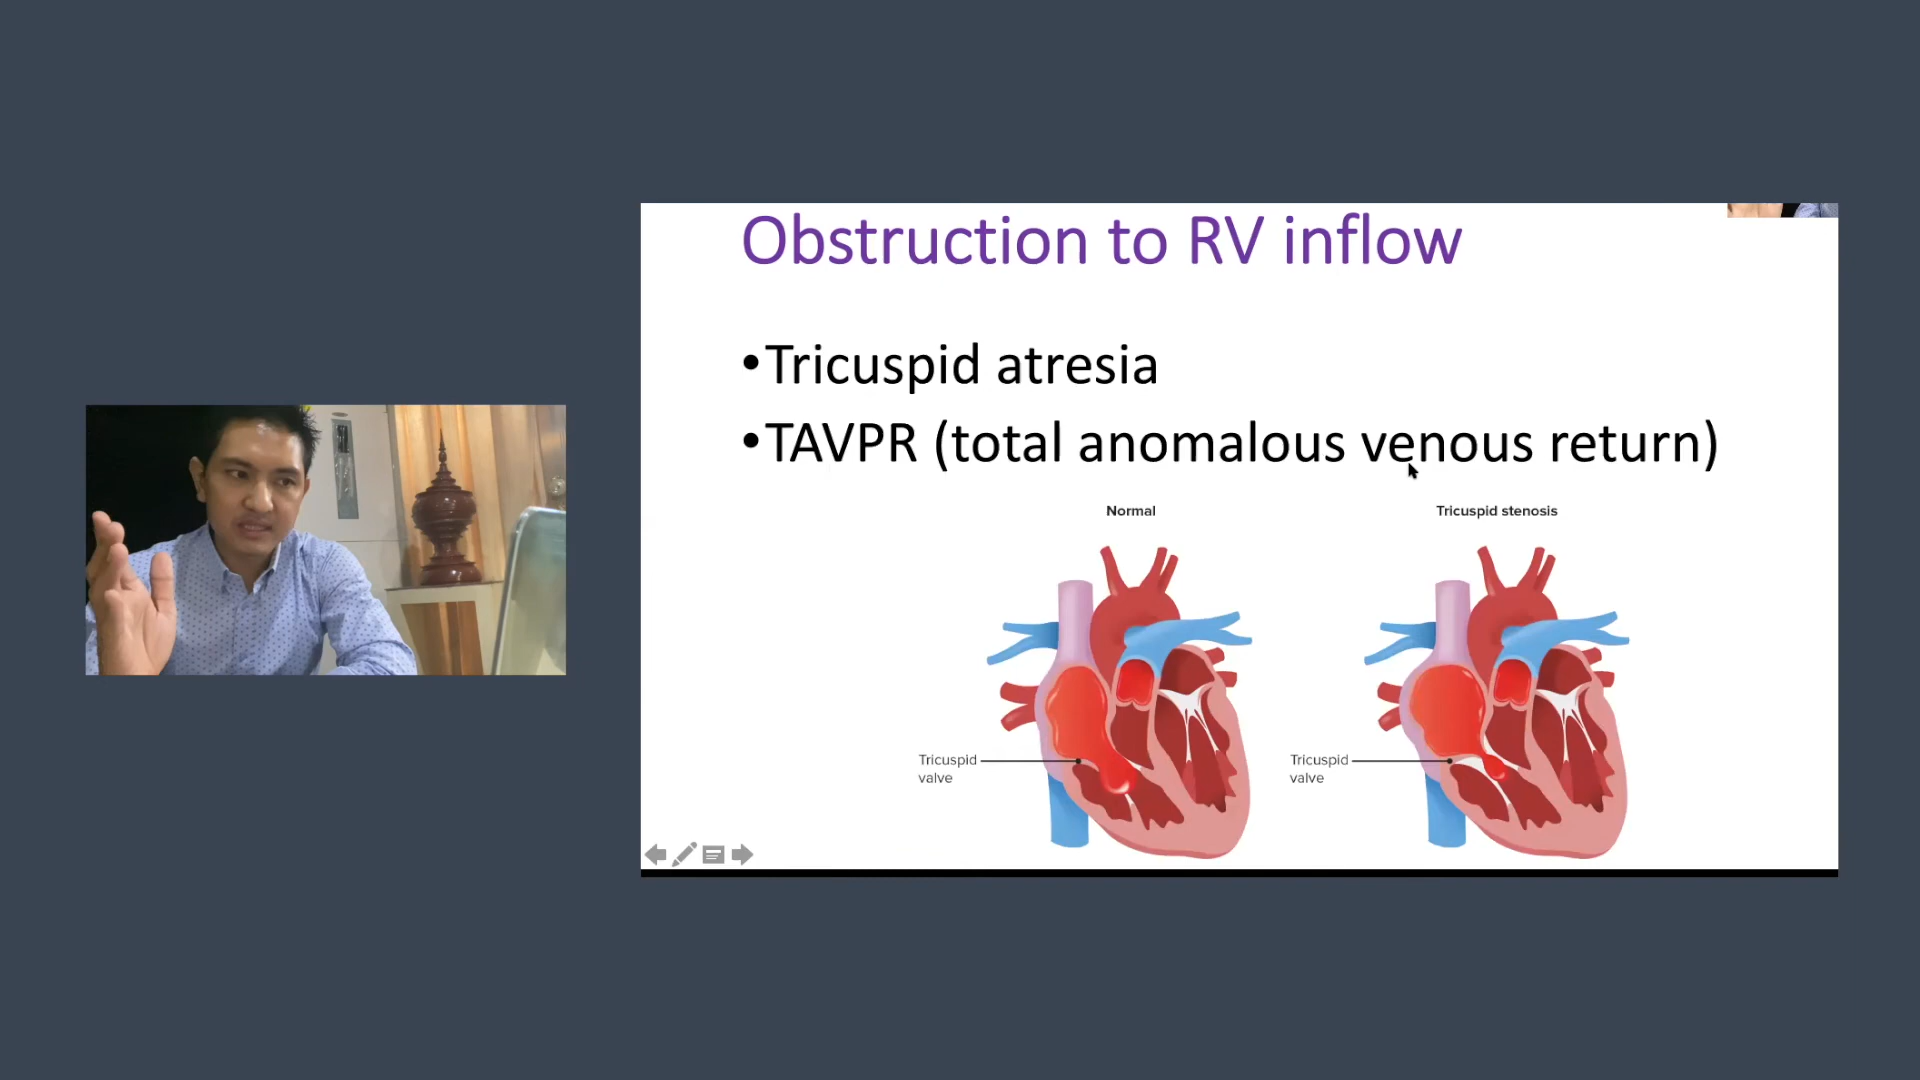 Obstruction to RV inflow
•Tricuspid atresia
•TAVPR (total anomalous venous return)
Normal
Tricuspid stenosis
Tricuspid
valve
Tricuspid
valve